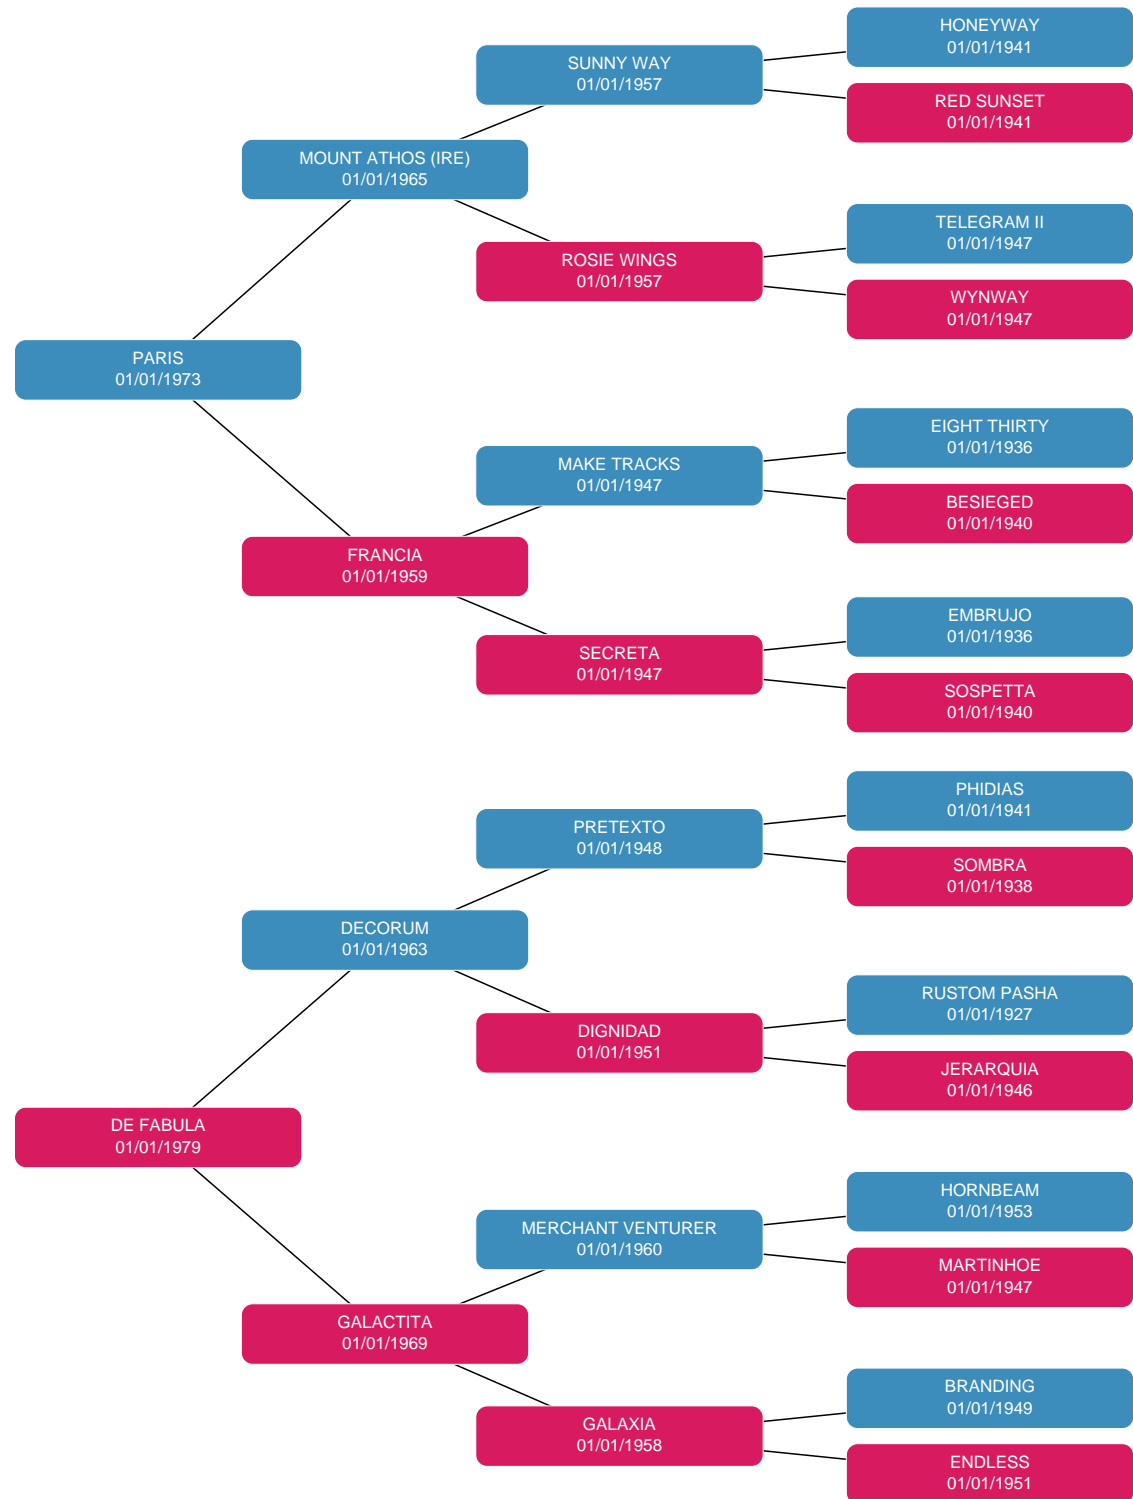 HONEYWAY
01/01/1941
SUNNY WAY
01/01/1957
RED SUNSET
01/01/1941
MOUNT ATHOS (IRE)
01/01/1965
TELEGRAM II
01/01/1947
ROSIE WINGS
01/01/1957
WYNWAY
01/01/1947
PARIS
01/01/1973
EIGHT THIRTY
01/01/1936
MAKE TRACKS
01/01/1947
BESIEGED
01/01/1940
FRANCIA
01/01/1959
EMBRUJO
01/01/1936
SECRETA
01/01/1947
SOSPETTA
01/01/1940
PHIDIAS
01/01/1941
PRETEXTO
01/01/1948
SOMBRA
01/01/1938
DECORUM
01/01/1963
RUSTOM PASHA
01/01/1927
DIGNIDAD
01/01/1951
JERARQUIA
01/01/1946
DE FABULA
01/01/1979
HORNBEAM
01/01/1953
MERCHANT VENTURER
01/01/1960
MARTINHOE
01/01/1947
GALACTITA
01/01/1969
BRANDING
01/01/1949
GALAXIA
01/01/1958
ENDLESS
01/01/1951